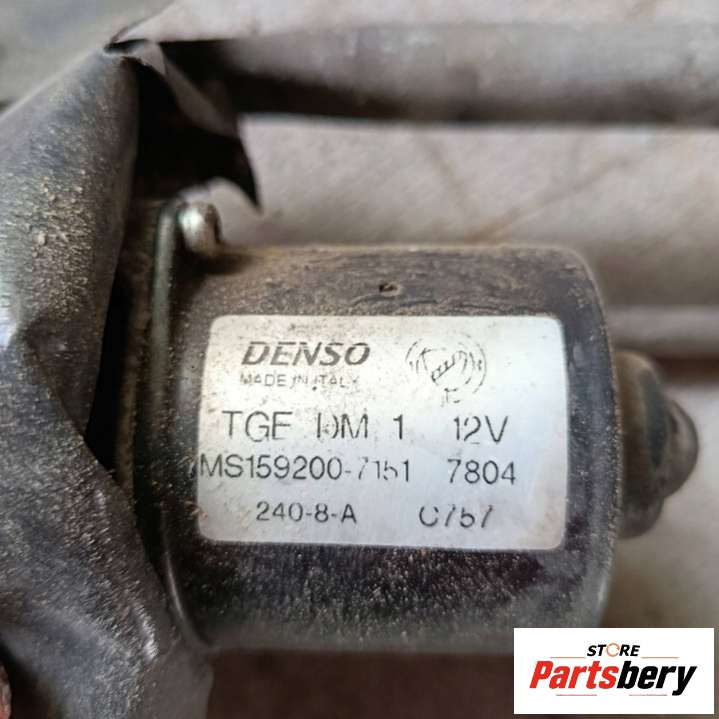 DENSO
MADE IN ITALY
TGE DM 1 12V
MS159200-7151 7804
240-8-A C757
STORE
Partsbery